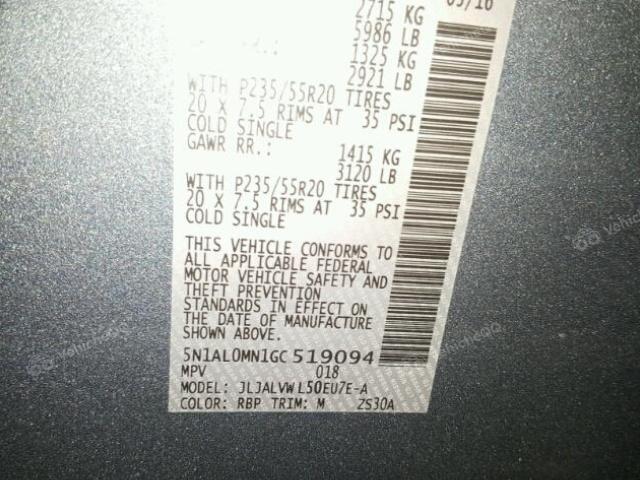 05/16
2715 KG
5986 LB
1325 KG
2921 LB
WITH P235/55R20 TIRES
20 X 7.5 RIMS AT 35 PSI
COLD SINGLE
GAWR RR.: 1415 KG
3120 LB
WITH P235/55R20 TIRES
20 X 7.5 RIMS AT 35 PSI
COLD SINGLE
THIS VEHICLE CONFORMS TO
ALL APPLICABLE FEDERAL
MOTOR VEHICLE SAFETY AND
THEFT PREVENTION
STANDARDS IN EFFECT ON
THE DATE OF MANUFACTURE
SHOWN ABOVE.
5N1AL0MN1GC519094
MPV 018
MODEL: JLJALVWL50EU7E-A
COLOR: RBP TRIM: M ZS30A